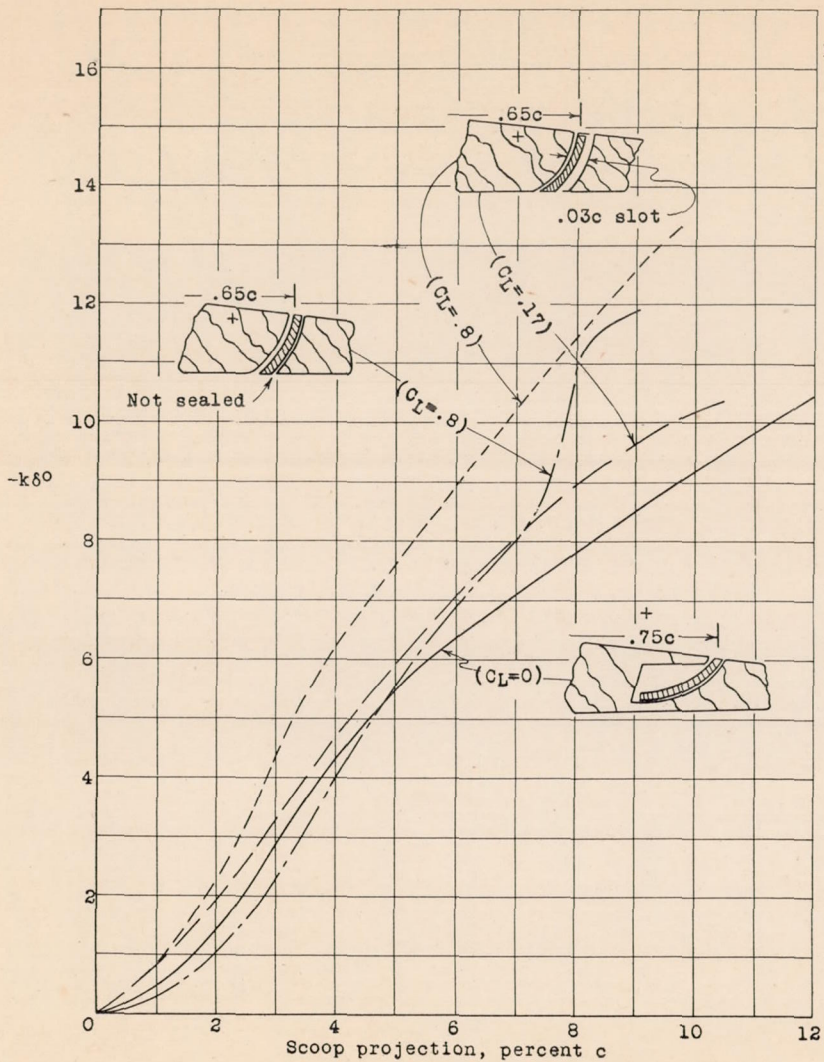 16
.65c
14
.03c slot
.65c
12
(CL=.8)
(CL=.17)
Not sealed
(CL=.8)
10
-kδ°
8
+
.75c
6
(CL=0)
4
2
0
0 2 4 6 8 10 12
Scoop projection, percent c